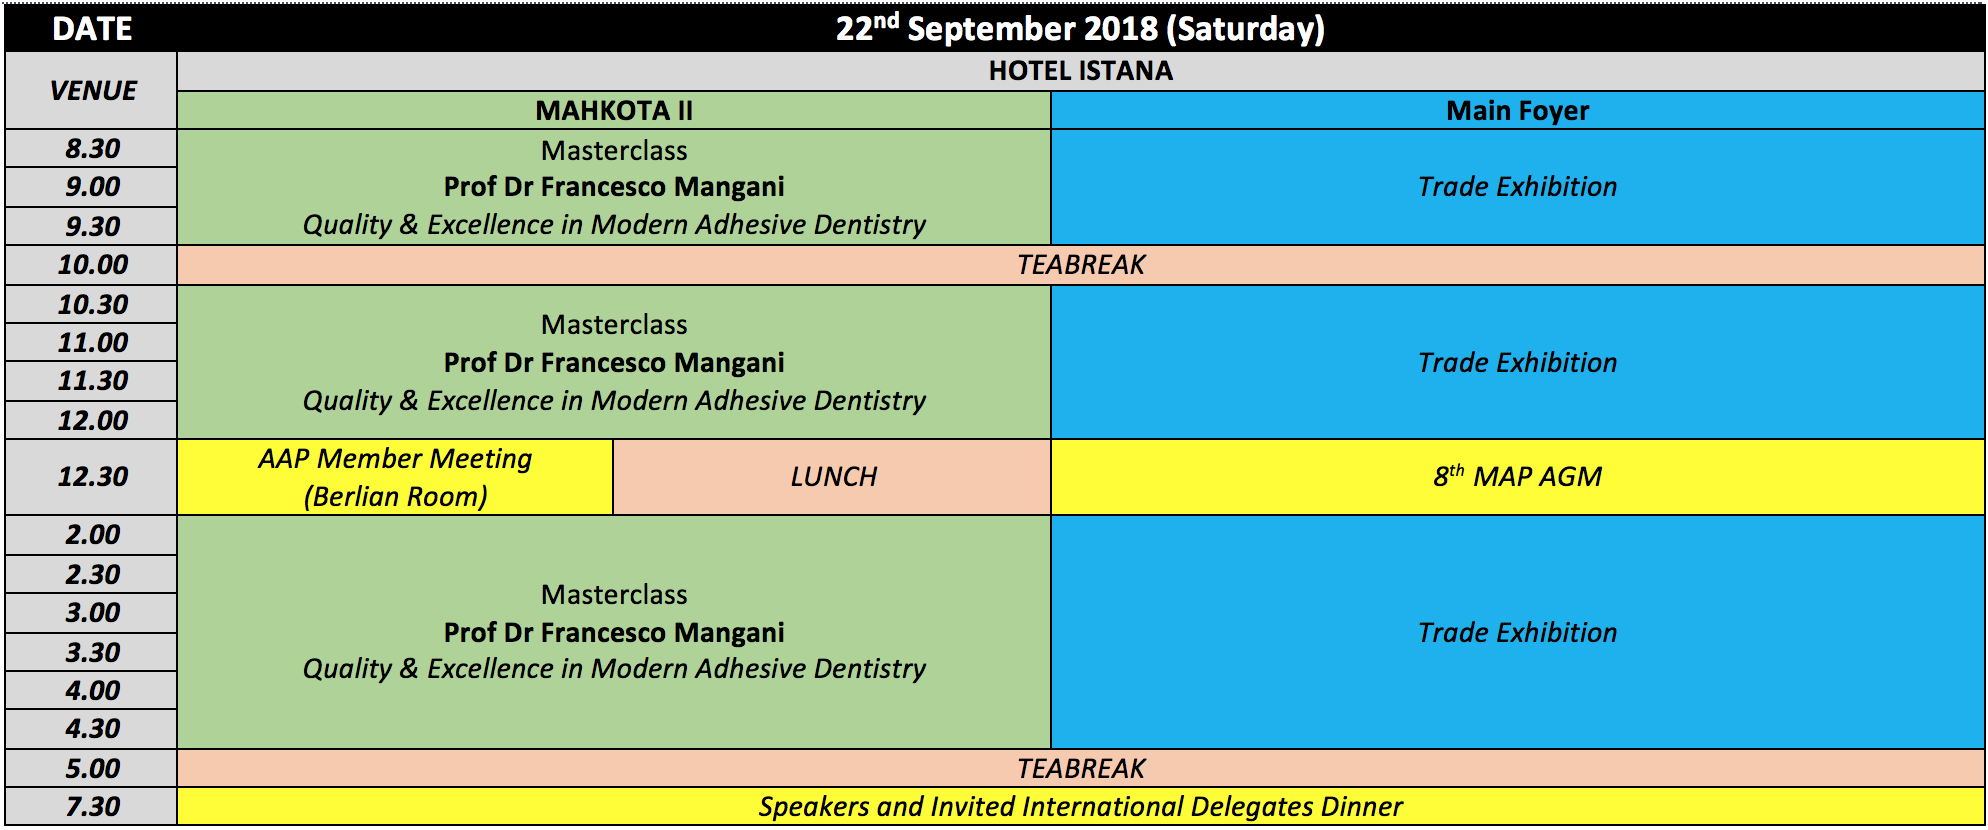 DATE
22nd September 2018 (Saturday)
VENUE
HOTEL ISTANA
MAHKOTA II
Main Foyer
8.30
9.00
9.30
Masterclass
Prof Dr Francesco Mangani
Quality & Excellence in Modern Adhesive Dentistry
Trade Exhibition
10.00
TEABREAK
10.30
11.00
11.30
12.00
Masterclass
Prof Dr Francesco Mangani
Quality & Excellence in Modern Adhesive Dentistry
Trade Exhibition
12.30
AAP Member Meeting
(Berlian Room)
LUNCH
8th MAP AGM
2.00
2.30
3.00
3.30
4.00
4.30
Masterclass
Prof Dr Francesco Mangani
Quality & Excellence in Modern Adhesive Dentistry
Trade Exhibition
5.00
TEABREAK
7.30
Speakers and Invited International Delegates Dinner